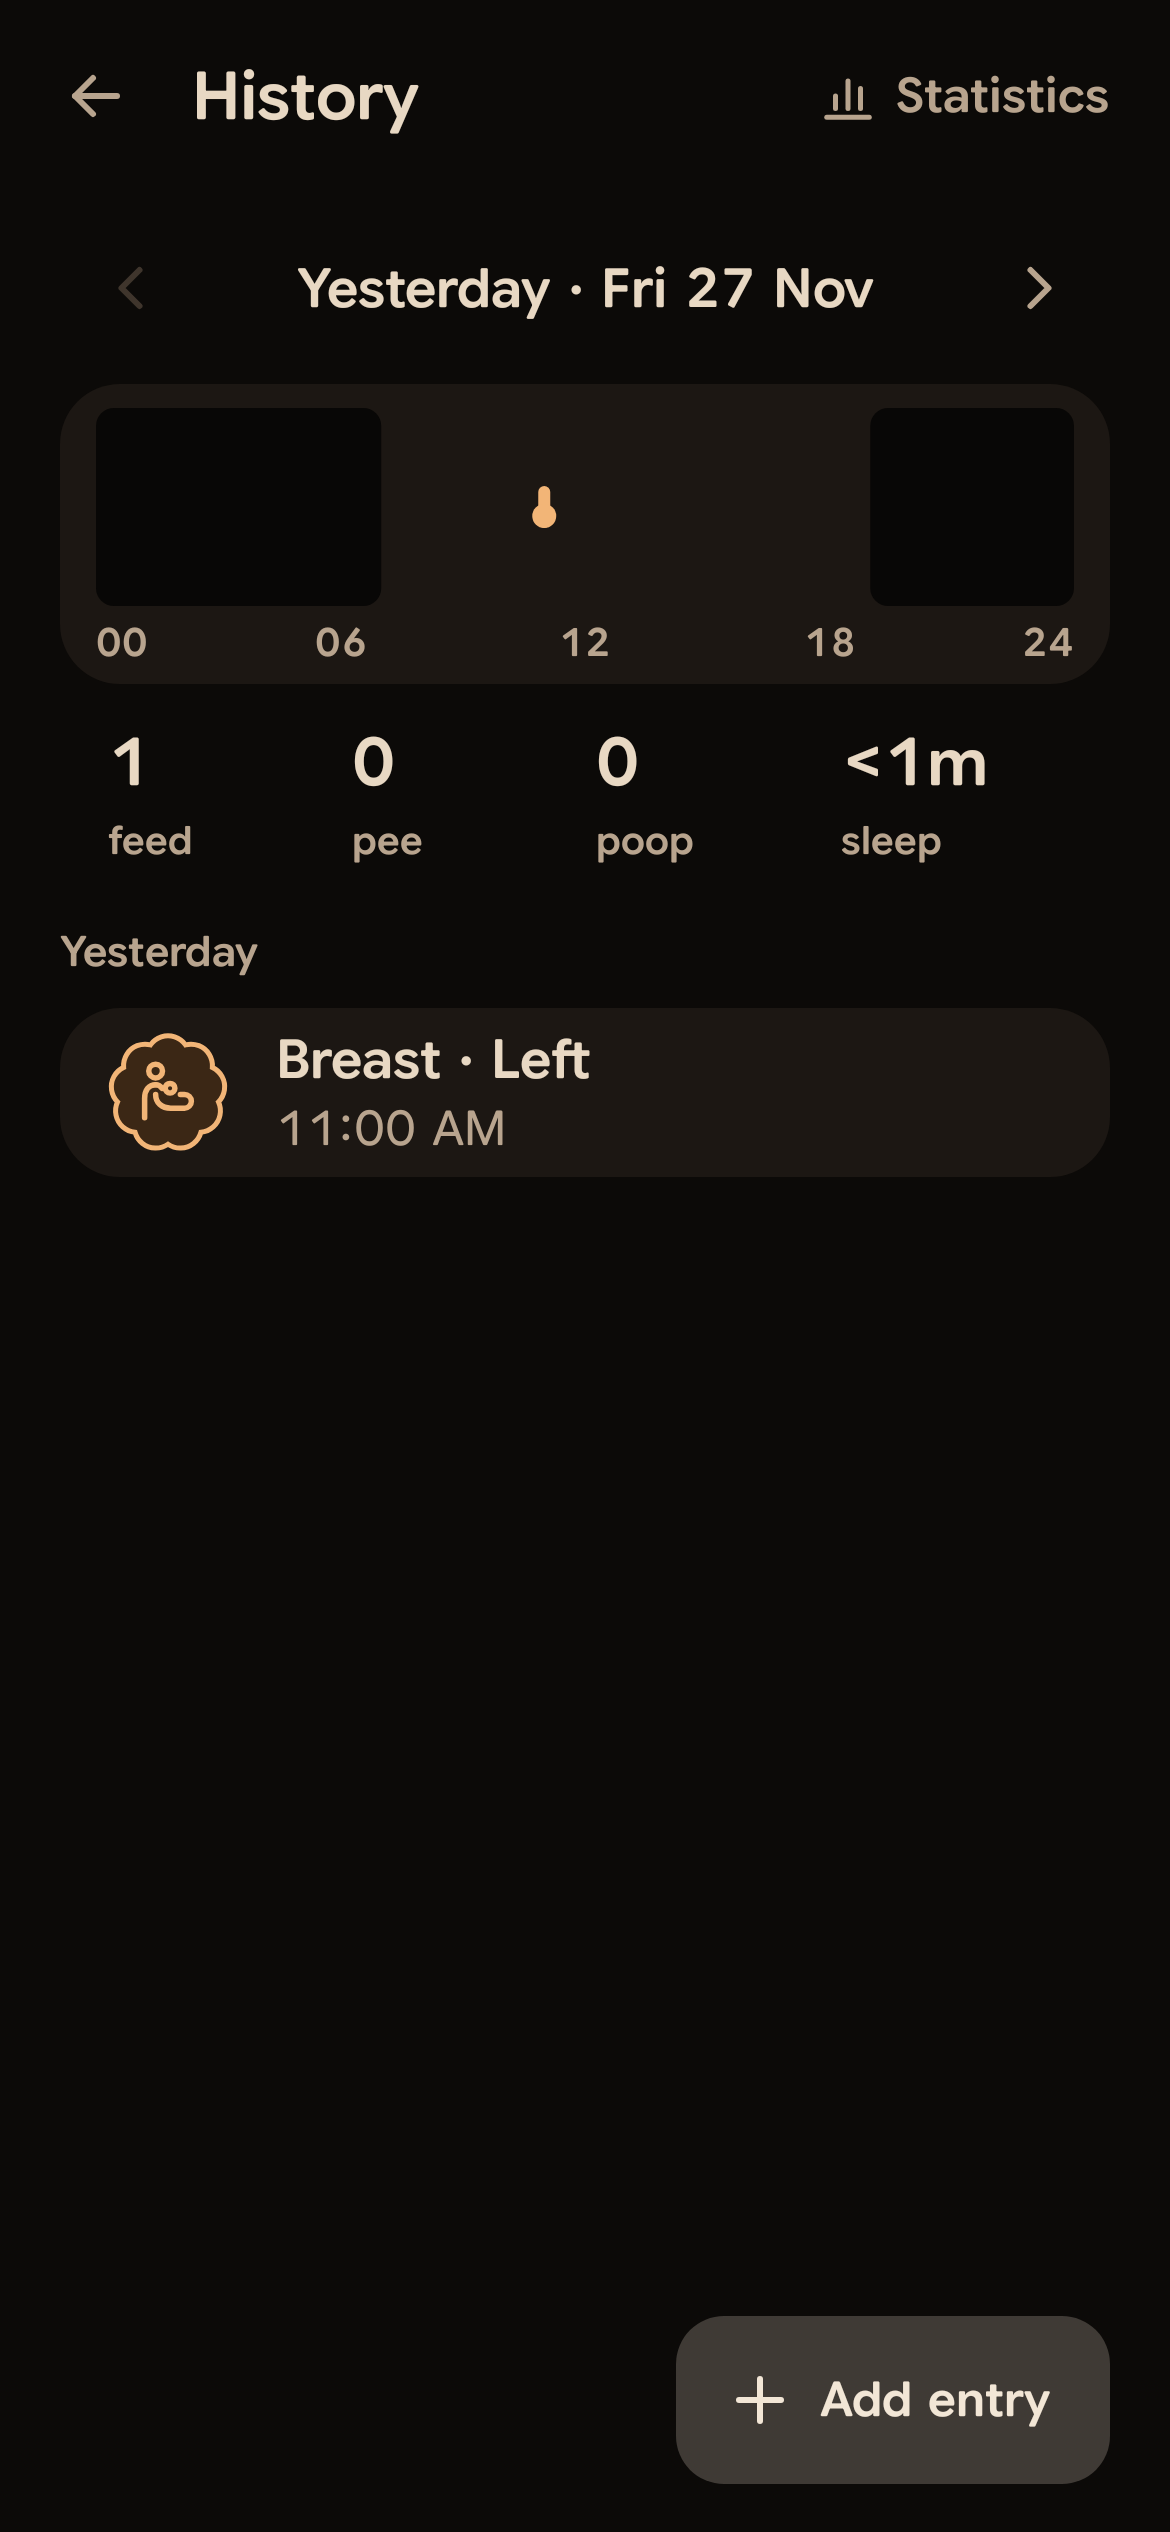 History
Statistics
Yesterday · Fri 27 Nov
00 06 12 18 24
1 0 0 <1m
feed pee poop sleep
Yesterday
Breast · Left
11:00 AM
Add entry